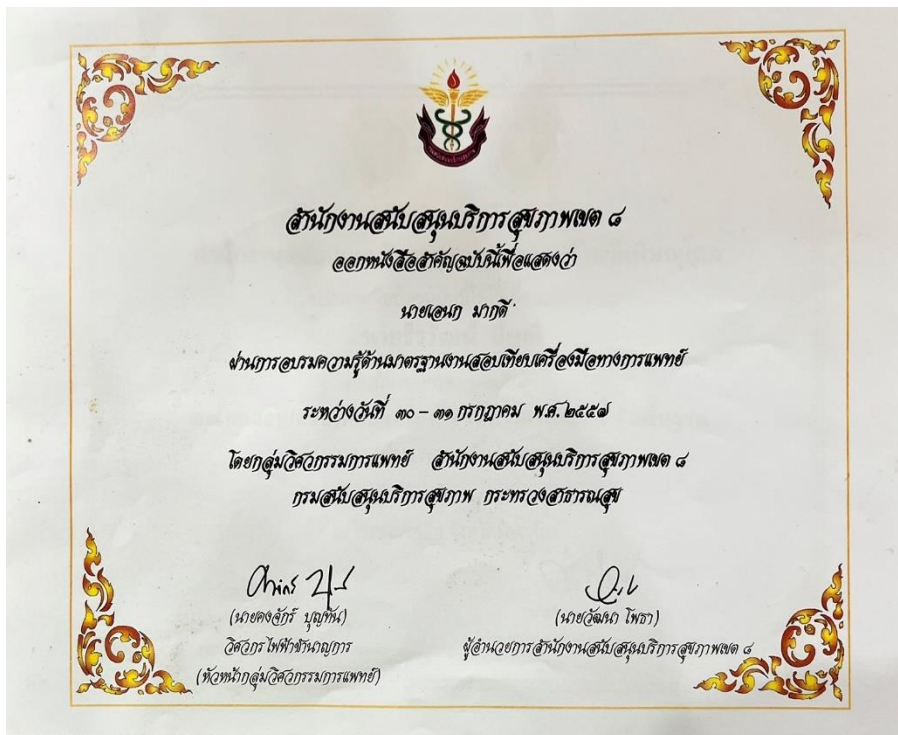 สำนักงานสนับสนุนบริการสุขภาพเขต ๘
ออกหนังสือสำคัญฉบับนี้เพื่อแสดงว่า
นายเอนก มากดี
ผ่านการอบรมความรู้ด้านมาตรฐานงานสอบเทียบเครื่องมือทางการแพทย์
ระหว่างวันที่ ๓๐ - ๓๑ กรกฎาคม พ.ศ. ๒๕๕๗
โดยกลุ่มวิศวกรรมการแพทย์ สำนักงานสนับสนุนบริการสุขภาพเขต ๘
กรมสนับสนุนบริการสุขภาพ กระทรวงสาธารณสุข
(นายคงจักร์ บุญทัน) (นายวัฒนา โพธา)
วิศวกรไฟฟ้าชำนาญการ ผู้อำนวยการสำนักงานสนับสนุนบริการสุขภาพเขต ๘
(หัวหน้ากลุ่มวิศวกรรมการแพทย์)